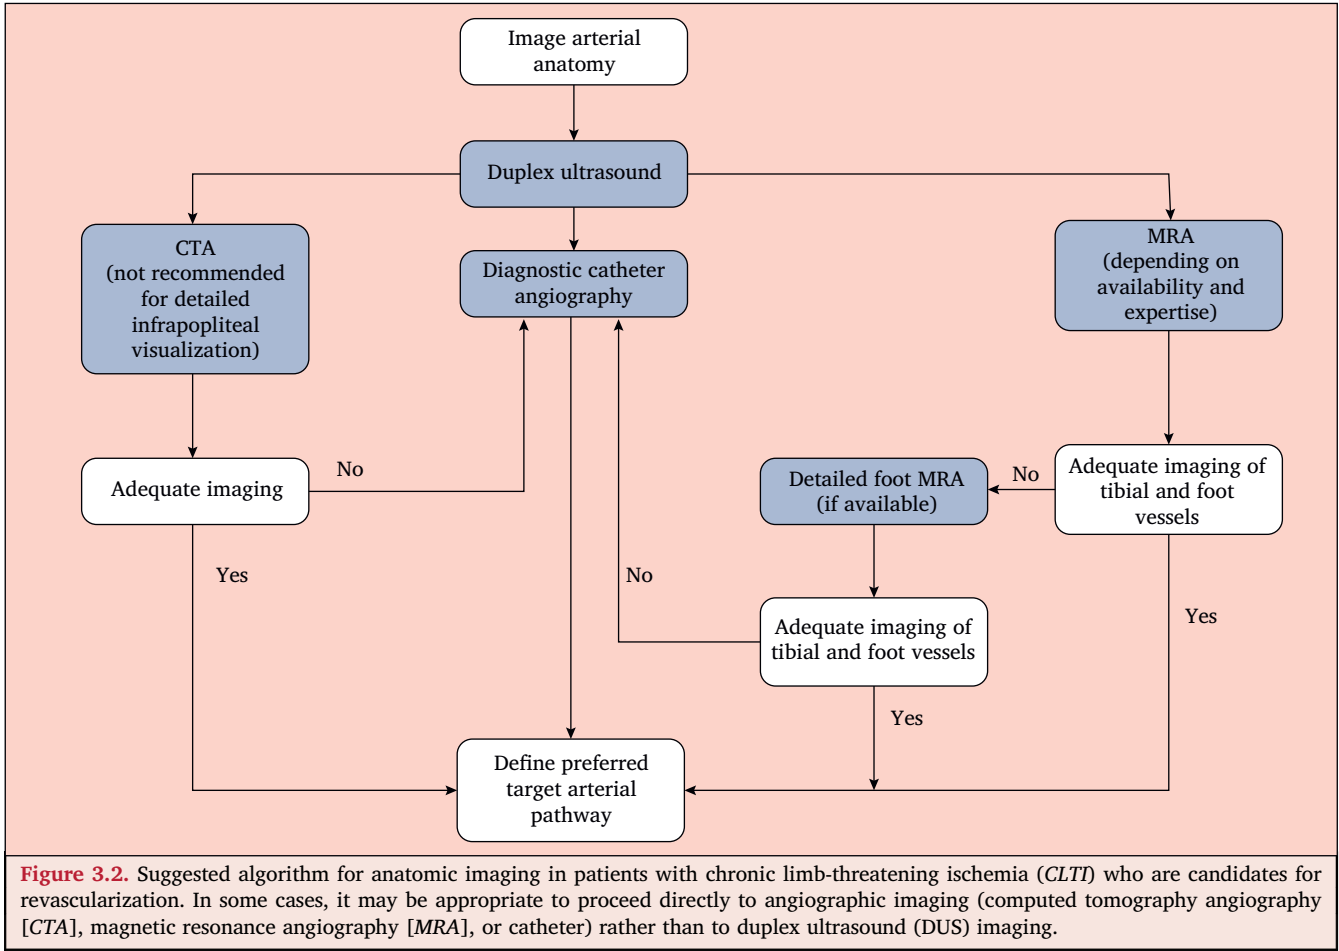 Image arterial
anatomy
Duplex ultrasound
CTA
(not recommended
for detailed
infrapopliteal
visualization)
Diagnostic catheter
angiography
MRA
(depending on
availability and
expertise)
Adequate imaging
No
Detailed foot MRA
(if available)
No
Adequate imaging of
tibial and foot
vessels
Yes
No
Adequate imaging of
tibial and foot vessels
Yes
Yes
Define preferred
target arterial
pathway
Figure 3.2. Suggested algorithm for anatomic imaging in patients with chronic limb-threatening ischemia (CLTI) who are candidates for
revascularization. In some cases, it may be appropriate to proceed directly to angiographic imaging (computed tomography angiography
[CTA], magnetic resonance angiography [MRA], or catheter) rather than to duplex ultrasound (DUS) imaging.